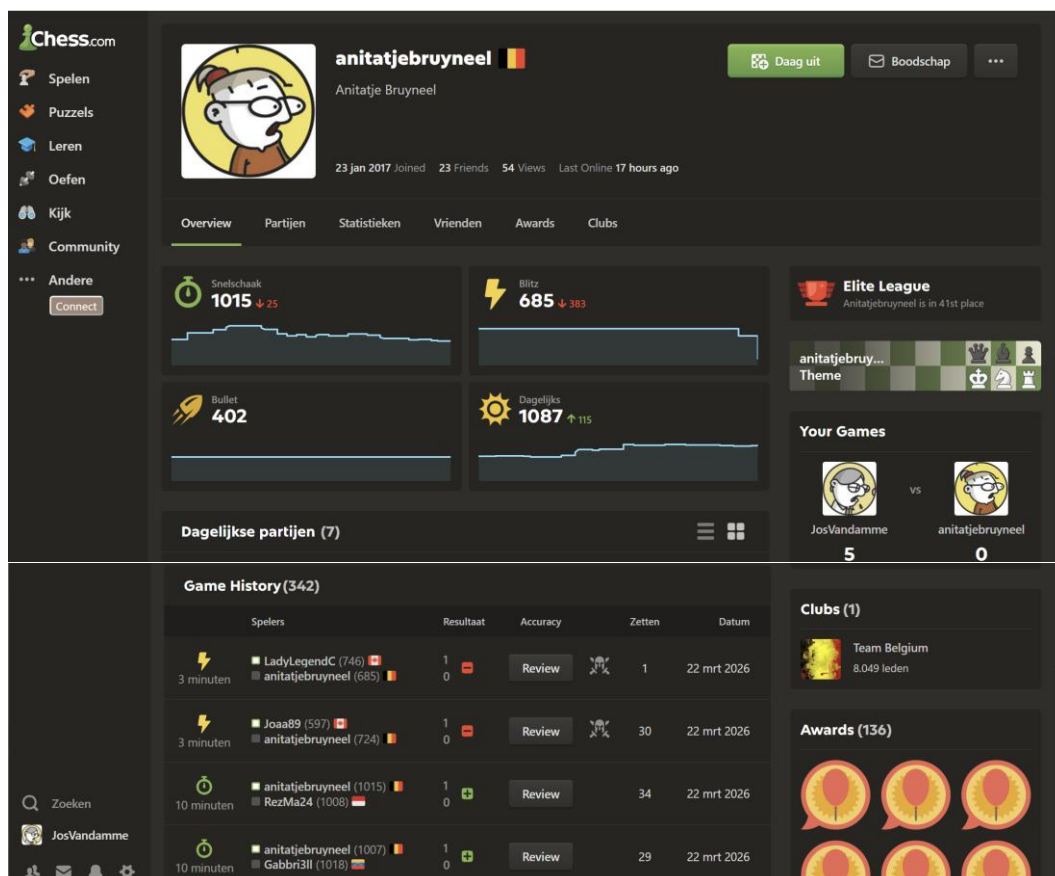 Chess.com
Spelen
Puzzels
Leren
Oefen
Kijk
Community
Andere
Connect
anitatjebruyneel
Anitatje Bruyneel
23 jan 2017 Joined 23 Friends 54 Views Last Online 17 hours ago
Daag uit
Boodschap
Overview Partijen Statistieken Vrienden Awards Clubs
Snelschaak
1015 ↓ 25
Blitz
685 ↓ 383
Bullet
402
Dagelijks
1087 ↑ 115
Dagelijkse partijen (7)
Elite League
Anitatjebruyneel is in 41st place
anitatjebruy...
Theme
Your Games
vs
JosVandamme anitatjebruyneel
5 0
Game History (342)
Spelers Resultaat Accuracy Zetten Datum
LadyLegendC (746) 1
3 minuten anitatjebruyneel (685) 0 Review 1 22 mrt 2026
Joaa89 (597) 1
3 minuten anitatjebruyneel (724) 0 Review 30 22 mrt 2026
anitatjebruyneel (1015) 1
10 minuten RezMa24 (1008) 0 Review 34 22 mrt 2026
anitatjebruyneel (1007) 1
10 minuten Gabbri3ll (1018) 0 Review 29 22 mrt 2026
Clubs (1)
Team Belgium
8.049 leden
Awards (136)
Zoeken
JosVandamme